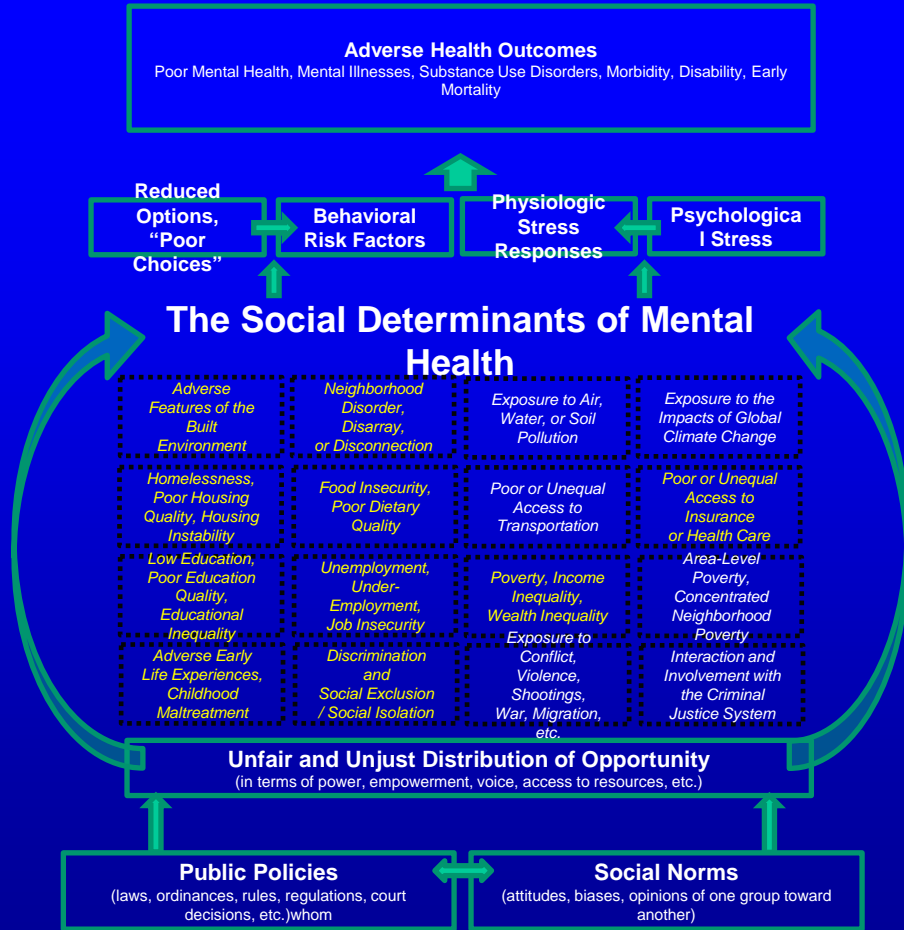 Adverse Health Outcomes
Poor Mental Health, Mental Illnesses, Substance Use Disorders, Morbidity, Disability, Early
Mortality
Reduced
Options,
“Poor
Choices”
Behavioral
Risk Factors
Physiologic
Stress
Responses
Psychologica
l Stress
The Social Determinants of Mental
Health
Adverse
Features of the
Built
Environment
Neighborhood
Disorder,
Disarray,
or Disconnection
Exposure to Air,
Water, or Soil
Pollution
Exposure to the
Impacts of Global
Climate Change
Homelessness,
Poor Housing
Quality, Housing
Instability
Food Insecurity,
Poor Dietary
Quality
Poor or Unequal
Access to
Transportation
Poor or Unequal
Access to
Insurance
or Health Care
Low Education,
Poor Education
Quality,
Educational
Inequality
Unemployment,
Under-
Employment,
Job Insecurity
Poverty, Income
Inequality,
Wealth Inequality
Area-Level
Poverty,
Concentrated
Neighborhood
Poverty
Adverse Early
Life Experiences,
Childhood
Maltreatment
Discrimination
and
Social Exclusion
/ Social Isolation
Exposure to
Conflict,
Violence,
Shootings,
War, Migration,
etc.
Interaction and
Involvement with
the Criminal
Justice System
Unfair and Unjust Distribution of Opportunity
(in terms of power, empowerment, voice, access to resources, etc.)
Public Policies
(laws, ordinances, rules, regulations, court
decisions, etc.)whom
Social Norms
(attitudes, biases, opinions of one group toward
another)